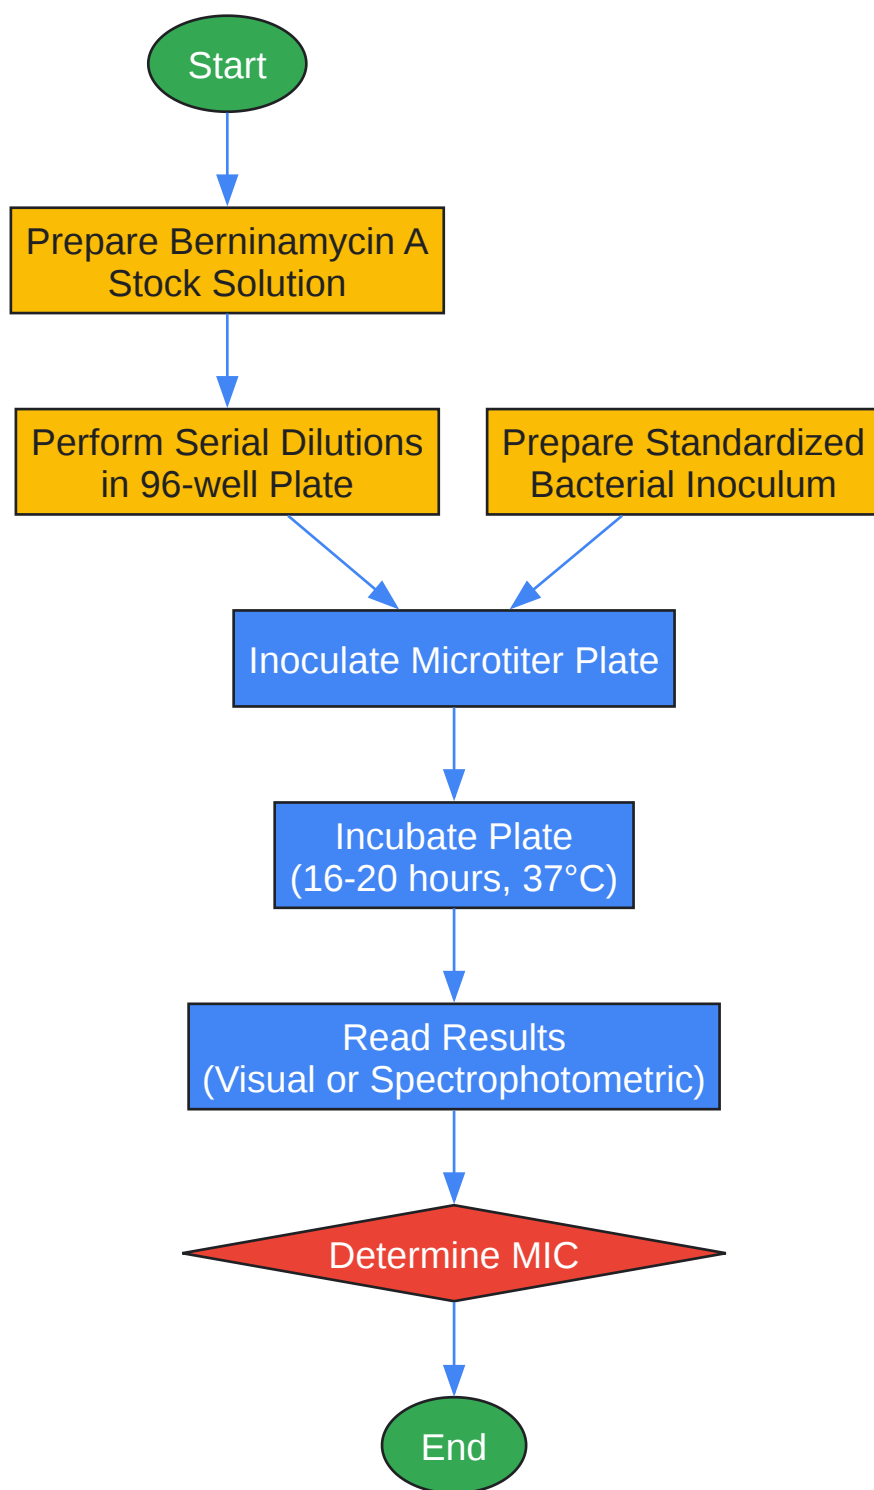 Start
Prepare Berninamycin A
Stock Solution
Perform Serial Dilutions
in 96-well Plate
Prepare Standardized
Bacterial Inoculum
Inoculate Microtiter Plate
Incubate Plate
(16-20 hours, 37°C)
Read Results
(Visual or Spectrophotometric)
Determine MIC
End